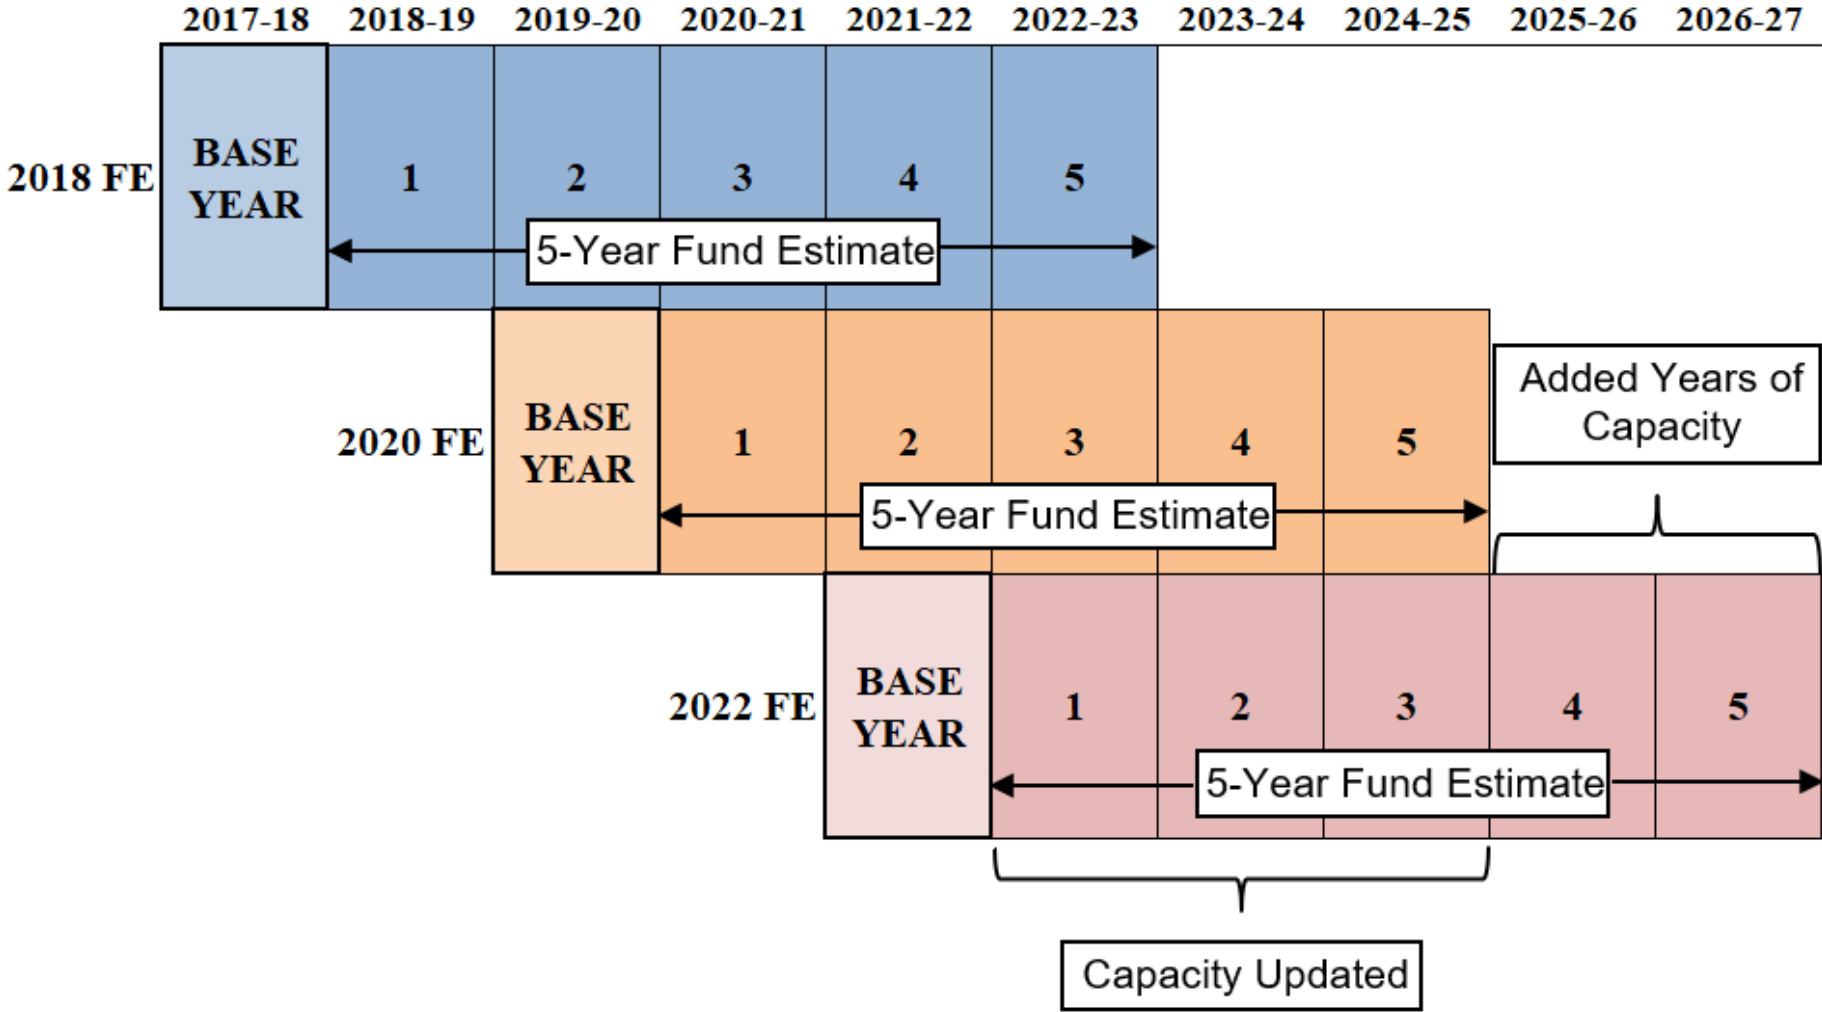 2017-18 2018-19 2019-20 2020-21 2021-22 2022-23 2023-24 2024-25 2025-26 2026-27
2018 FE
BASE
YEAR
1 2 3 4 5
5-Year Fund Estimate
2020 FE
BASE
YEAR
1 2 3 4 5
5-Year Fund Estimate
Added Years of
Capacity
2022 FE
BASE
YEAR
1 2 3 4 5
5-Year Fund Estimate
Capacity Updated